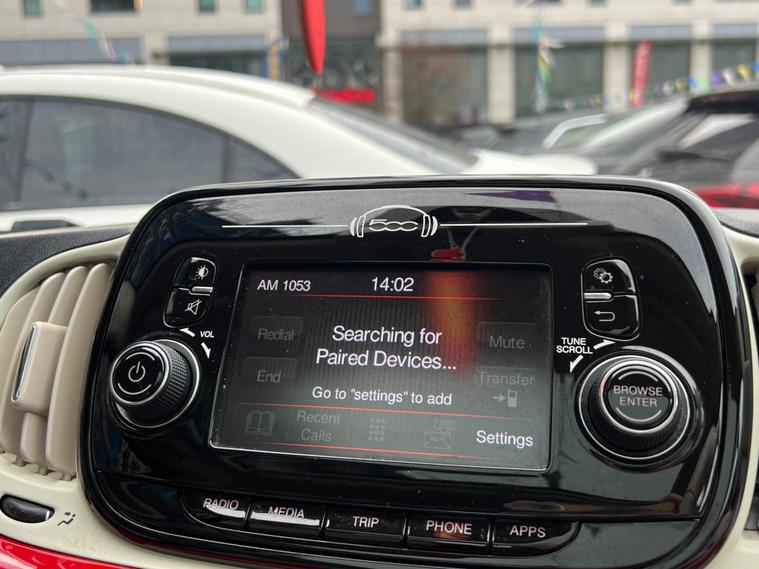 500
AM 1053
14:02
Redial
Searching for
Paired Devices...
Mute
End
Transfer
Go to "settings" to add
Recent
Calls
Settings
VOL
TUNE
SCROLL
BROWSE
ENTER
RADIO
MEDIA
TRIP
PHONE
APPS